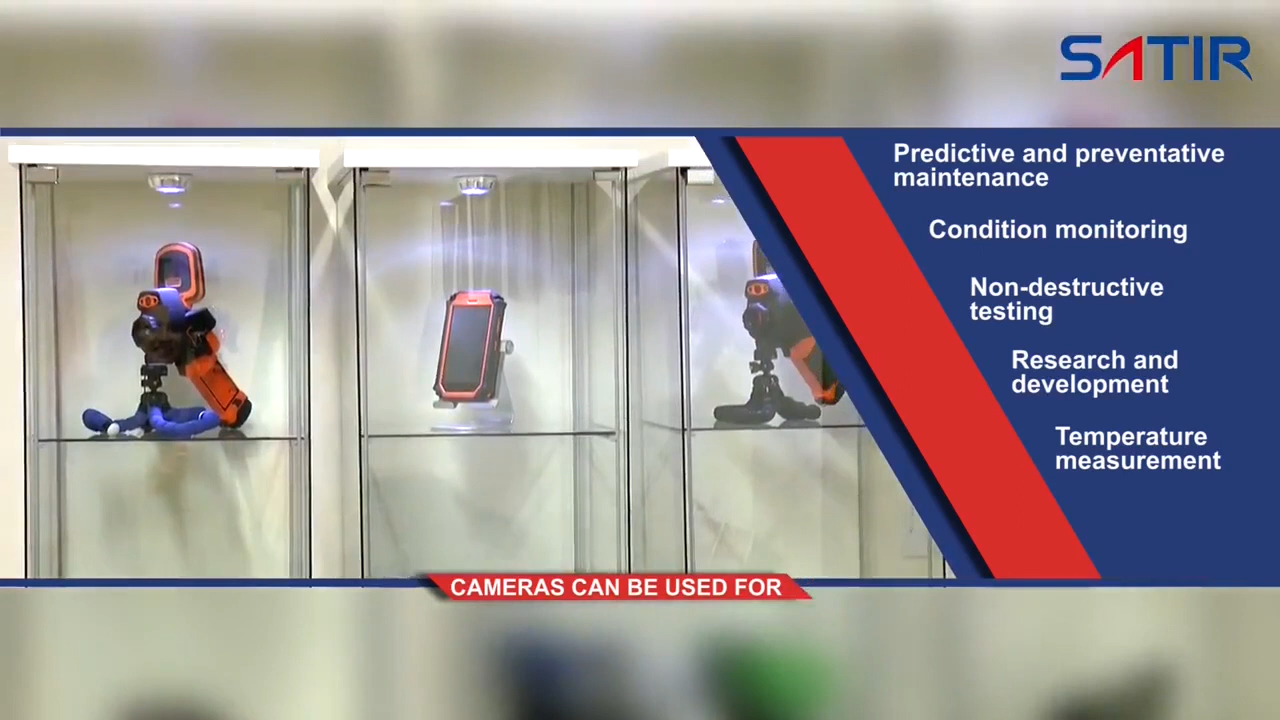 SATIR
Predictive and preventative
maintenance
Condition monitoring
Non-destructive
testing
Research and
development
Temperature
measurement
CAMERAS CAN BE USED FOR